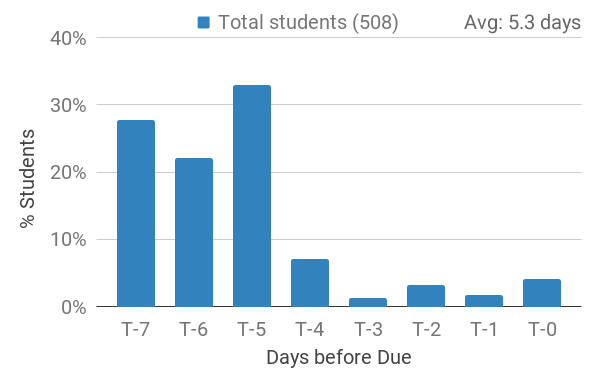 Total students (508) Avg: 5.3 days
40%
30%
20%
10%
0%
% Students
T-7 T-6 T-5 T-4 T-3 T-2 T-1 T-0
Days before Due